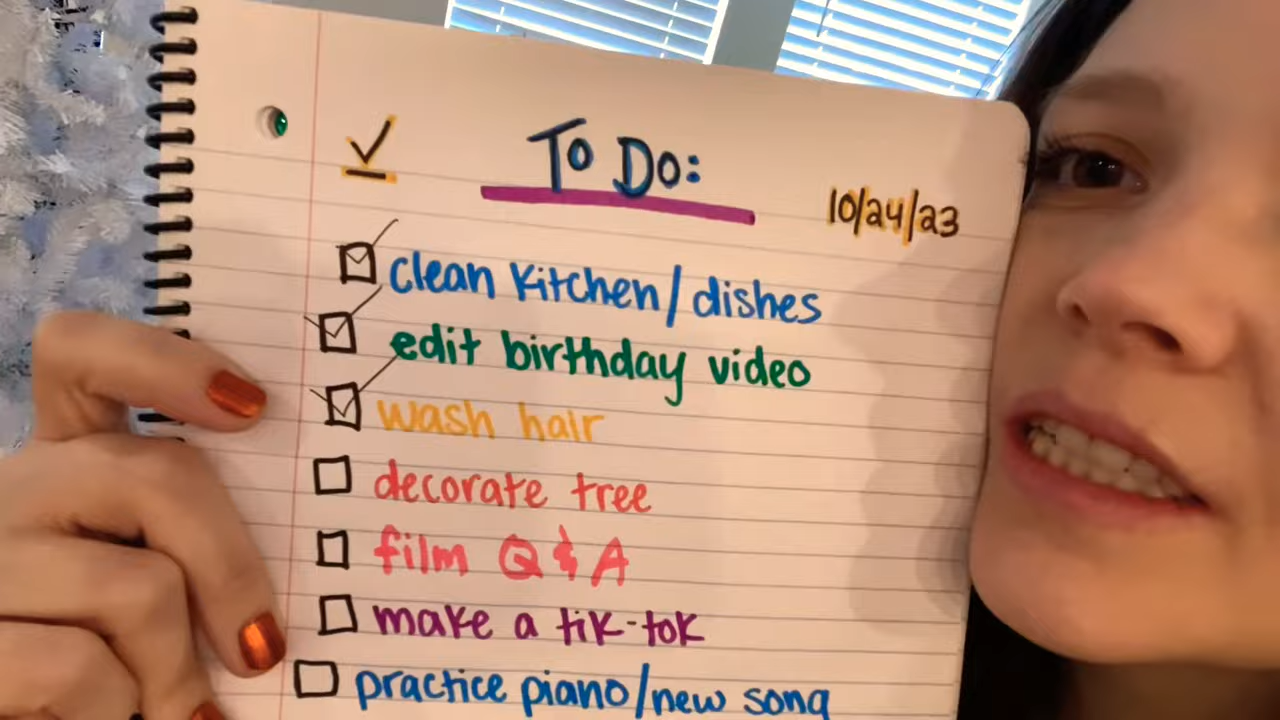 To Do:
10/24/23
clean kitchen/dishes
edit birthday video
wash hair
decorate tree
film Q & A
make a tik-tok
practice piano/new song